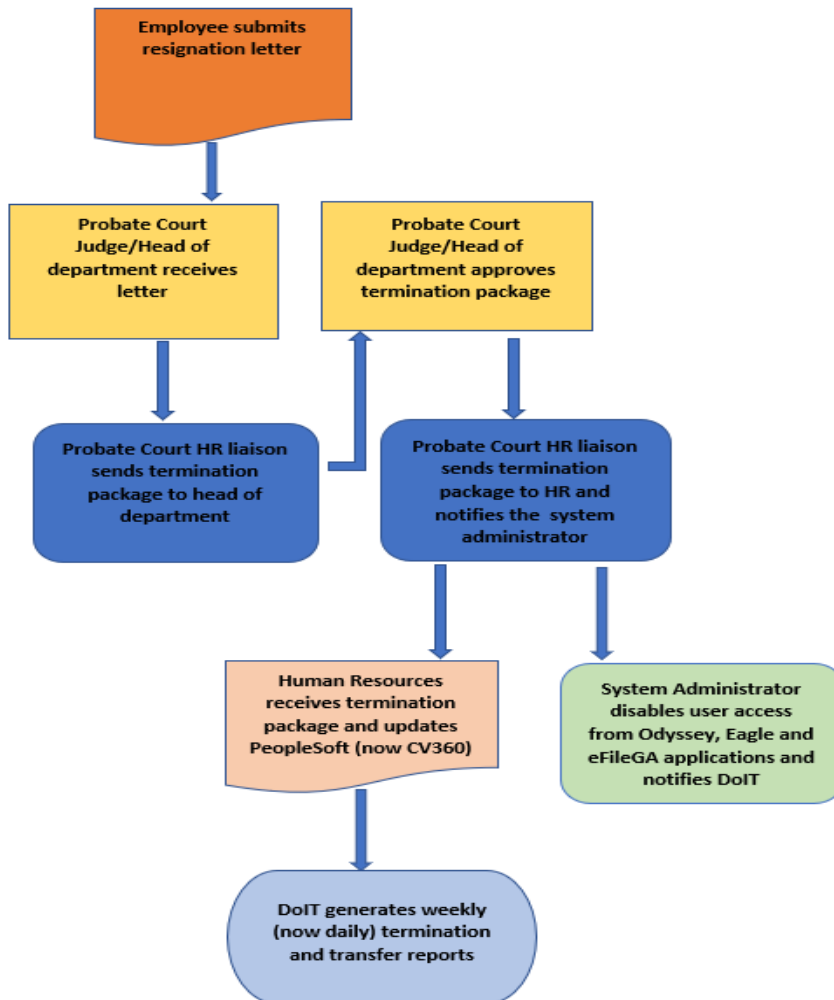 Employee submits
resignation letter
Probate Court
Judge/Head of
department receives
letter
Probate Court HR liaison
sends termination
package to head of
department
Probate Court
Judge/Head of
department approves
termination package
Probate Court HR liaison
sends termination
package to HR and
notifies the system
administrator
Human Resources
receives termination
package and updates
PeopleSoft (now CV360)
System Administrator
disables user access
from Odyssey, Eagle and
eFileGA applications and
notifies DoIT
DoIT generates weekly
(now daily) termination
and transfer reports